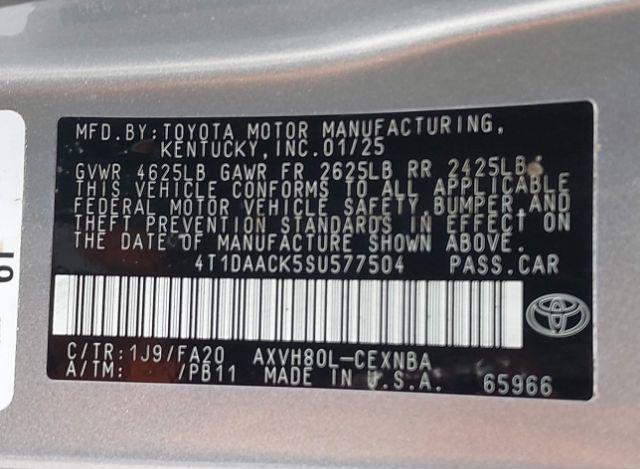 MFD.BY:TOYOTA MOTOR MANUFACTURING,
KENTUCKY,INC.01/25
GVWR 4625LB GAWR FR 2625LB RR 2425LB
THIS VEHICLE CONFORMS TO ALL APPLICABLE
FEDERAL MOTOR VEHICLE SAFETY,BUMPER,AND
THEFT PREVENTION STANDARDS IN EFFECT ON
THE DATE OF MANUFACTURE SHOWN ABOVE.
4T1DAACK5SU577504 PASS.CAR
C/TR:1J9/FA20 AXVH80L-CEXNBA
A/TM: /PB11 MADE IN U.S.A. 65966